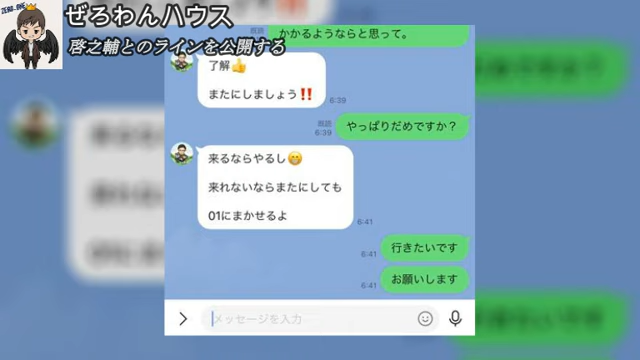 ZERO_ONE
ぜろわんハウス
啓之輔とのラインを公開する
既読
かかるようならと思って。
了解👍
またにしましょう‼️
6:39
既読
6:39
やっぱりだめですか？
来るならやるし😁
来れないならまたにしても
01にまかせるよ
6:41
行きたいです
6:41
お願いします
6:41
メッセージを入力